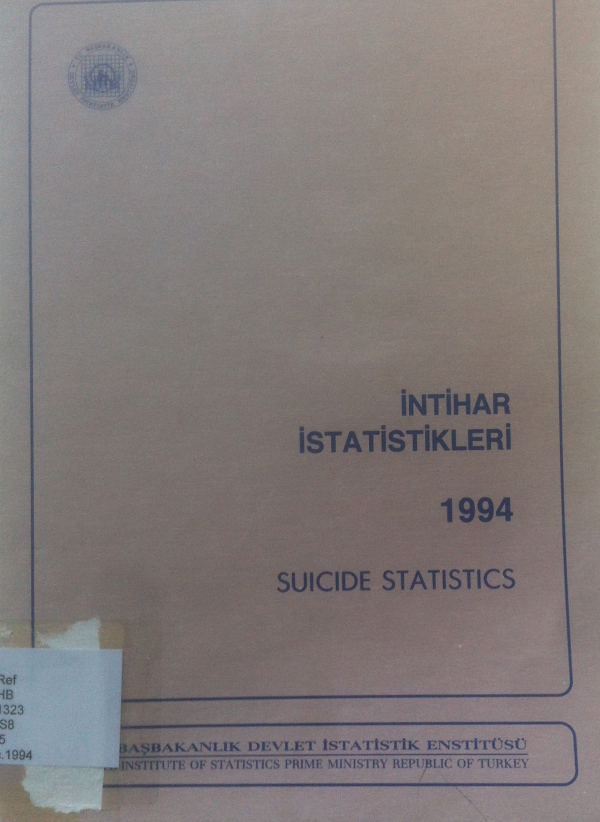 İNTİHAR
İSTATİSTİKLERİ
1994
SUICIDE STATISTICS
Ref
HB
1323
S8
5
.1994
BAŞBAKANLIK DEVLET İSTATİSTİK ENSTİTÜSÜ
INSTITUTE OF STATISTICS PRIME MINISTRY REPUBLIC OF TURKEY